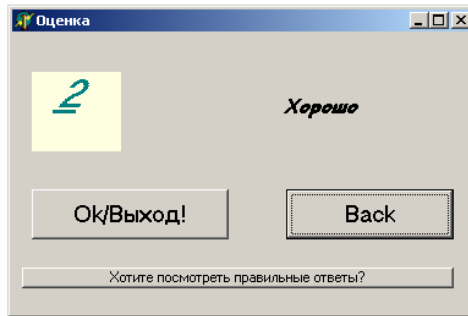 Оценка
2
Хорошо
Ok/Выход!
Back
Хотите посмотреть правильные ответы?